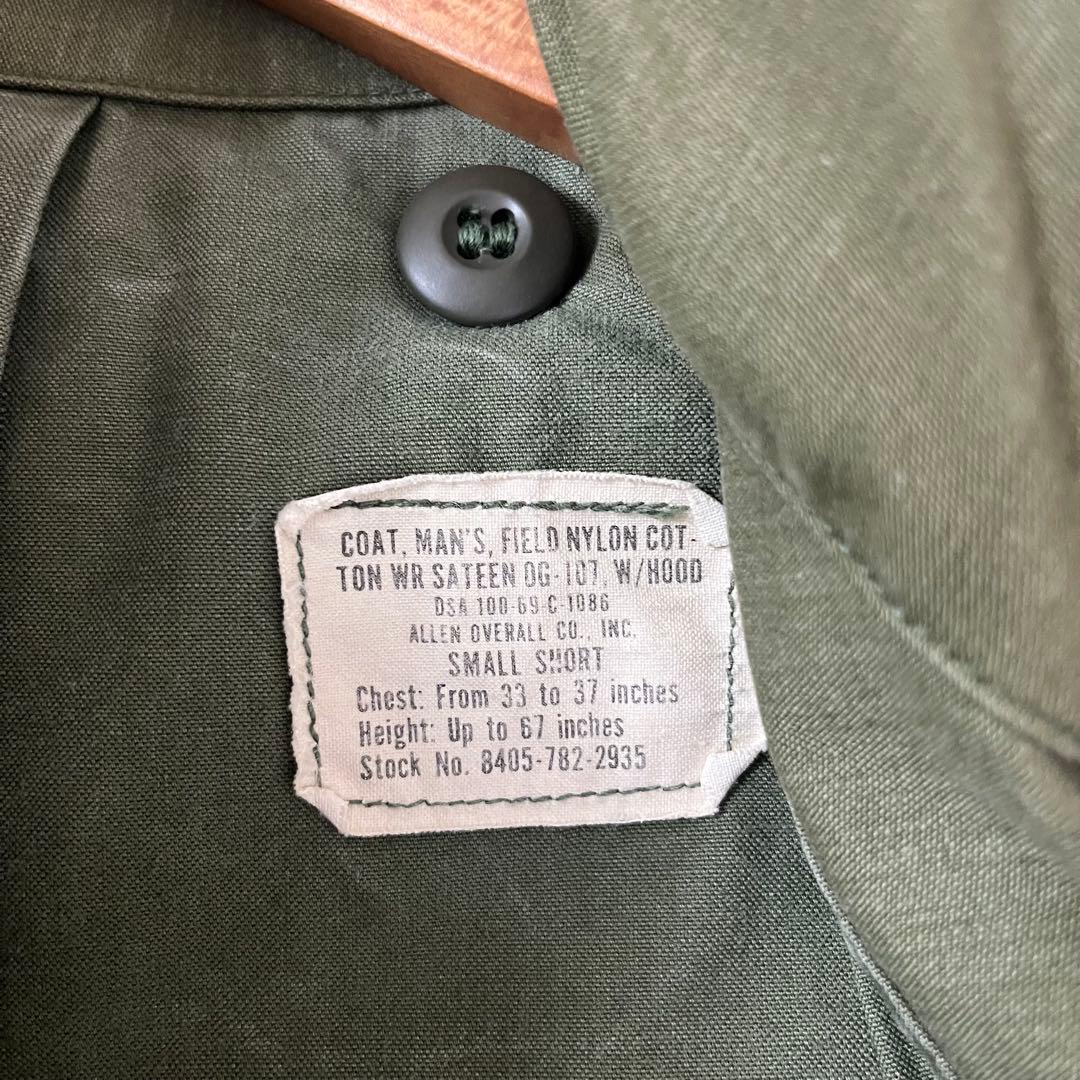 COAT, MAN'S, FIELD NYLON COT-
TON WR SATEEN OG-107, W/HOOD
DSA 100-69-C-1086
ALLEN OVERALL CO., INC.
SMALL SHORT
Chest: From 33 to 37 inches
Height: Up to 67 inches
Stock No. 8405-782-2935